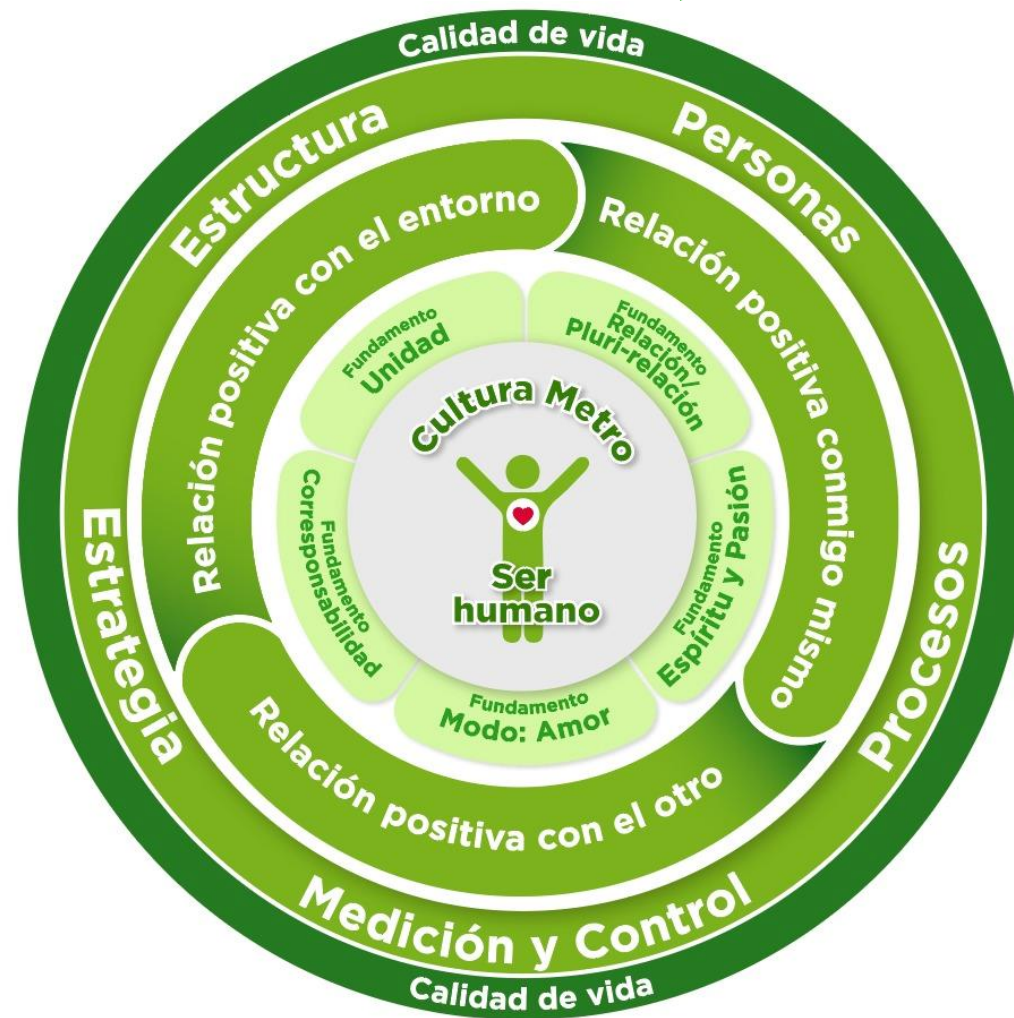 Calidad de vida
Estructura
Personas
Procesos
Medición y Control
Estrategia
Relación positiva con el entorno
Relación positiva conmigo mismo
Relación positiva con el otro
Fundamento
Unidad
Fundamento
Relación/
Pluri-relación
Fundamento
Espíritu y Pasión
Fundamento
Modo: Amor
Fundamento
Corresponsabilidad
Cultura Metro
Ser
humano
Calidad de vida